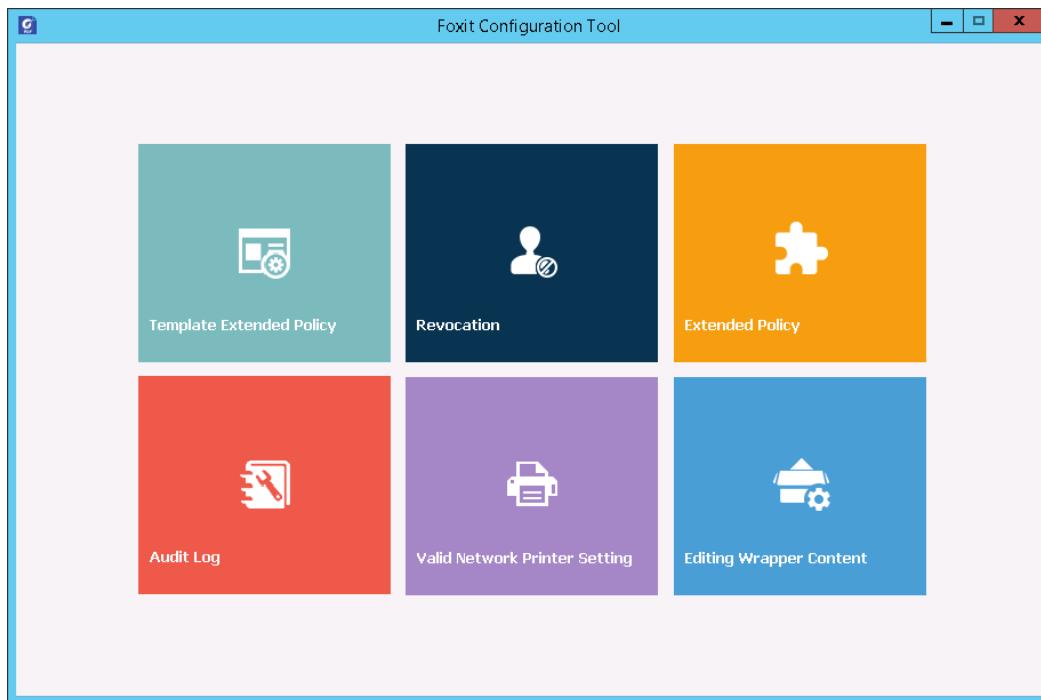 Foxit Configuration Tool
Template Extended Policy
Revocation
Extended Policy
Audit Log
Valid Network Printer Setting
Editing Wrapper Content